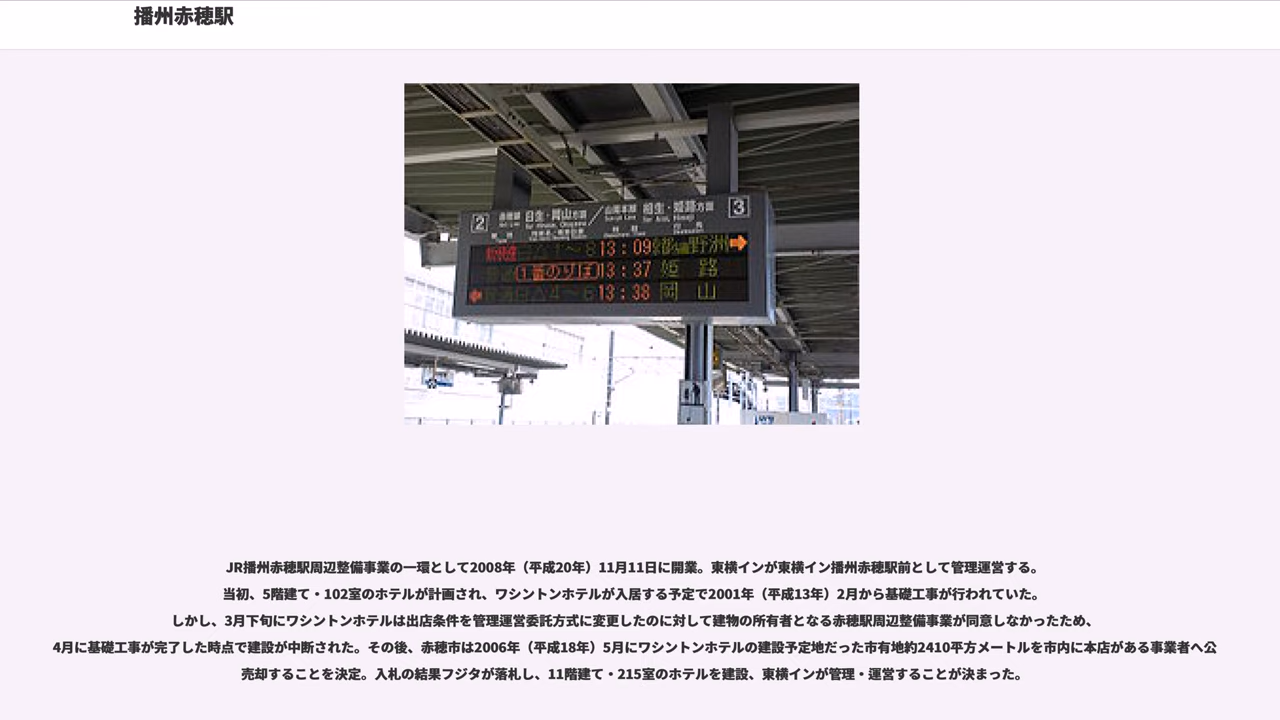 播州赤穂駅
2 赤穂線 日生・岡山方面 / 山陽本線 相生・姫路方面 3
新快速 13:09 野洲
1番のりば 13:37 姫 路
13:38 岡 山
JR播州赤穂駅周辺整備事業の一環として2008年（平成20年）11月11日に開業。東横インが東横イン播州赤穂駅前として管理運営する。
当初、5階建て・102室のホテルが計画され、ワシントンホテルが入居する予定で2001年（平成13年）2月から基礎工事が行われていた。
しかし、3月下旬にワシントンホテルは出店条件を管理運営委託方式に変更したのに対して建物の所有者となる赤穂駅周辺整備事業が同意しなかったため、
4月に基礎工事が完了した時点で建設が中断された。その後、赤穂市は2006年（平成18年）5月にワシントンホテルの建設予定地だった市有地約2410平方メートルを市内に本店がある事業者へ公
売却することを決定。入札の結果フジタが落札し、11階建て・215室のホテルを建設、東横インが管理・運営することが決まった。